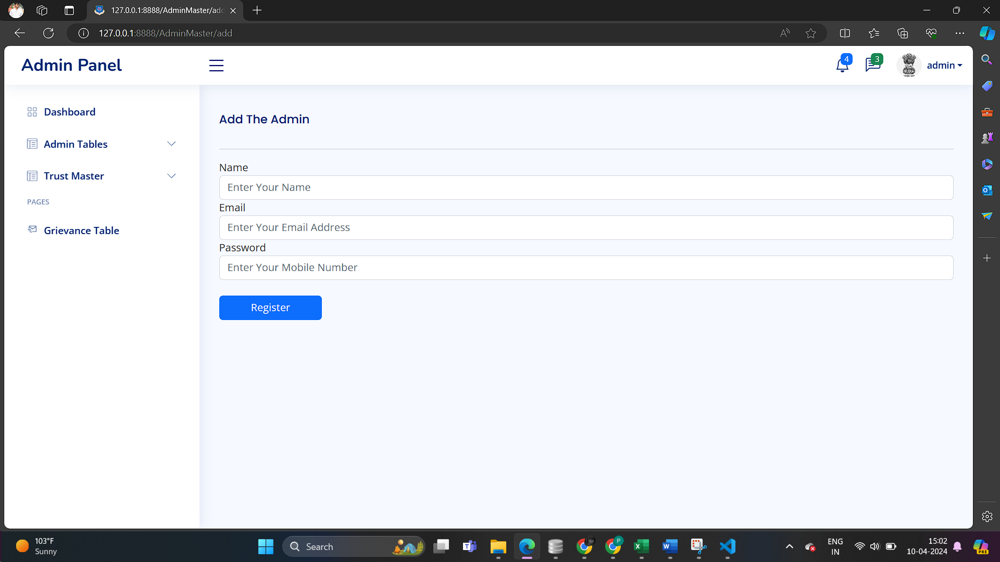 127.0.0.1:8888/AdminMaster/add
127.0.0.1:8888/AdminMaster/add
Admin Panel
4
3
admin
Dashboard
Admin Tables
Trust Master
PAGES
Grievance Table
Add The Admin
Name
Enter Your Name
Email
Enter Your Email Address
Password
Enter Your Mobile Number
Register
103°F
Sunny
Search
P
ENG
IN
15:02
10-04-2024
PRE